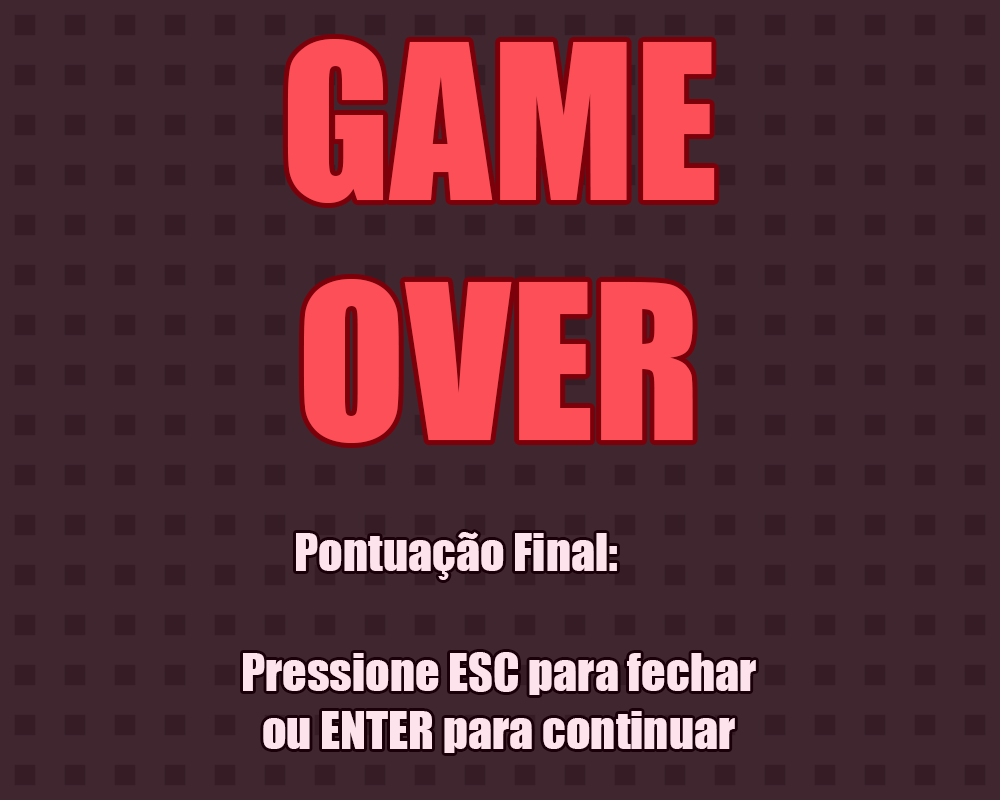 GAME
OVER
Pontuação Final:
Pressione ESC para fechar
ou ENTER para continuar